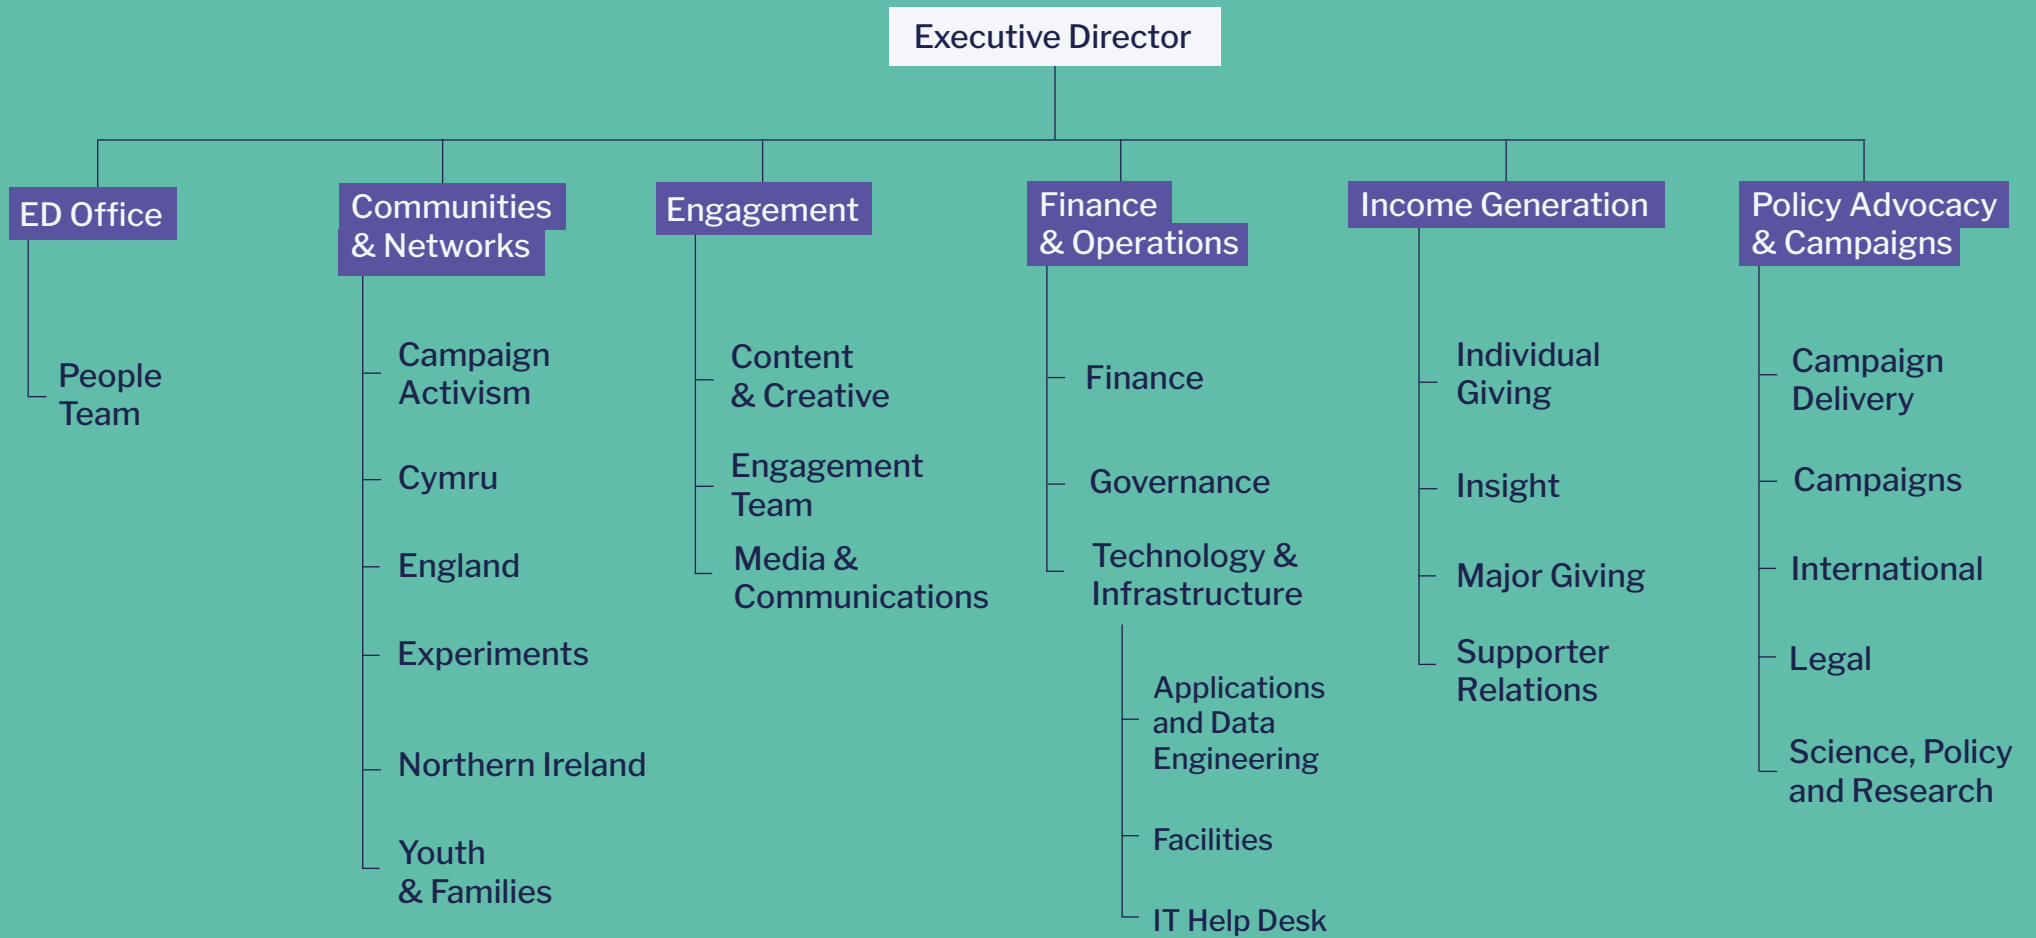 Executive Director
ED Office
People
Team
Communities
& Networks
Campaign
Activism
Cymru
England
Experiments
Northern Ireland
Youth
& Families
Engagement
Content
& Creative
Engagement
Team
Media &
Communications
Finance
& Operations
Finance
Governance
Technology &
Infrastructure
Applications
and Data
Engineering
Facilities
IT Help Desk
Income Generation
Individual
Giving
Insight
Major Giving
Supporter
Relations
Policy Advocacy
& Campaigns
Campaign
Delivery
Campaigns
International
Legal
Science, Policy
and Research